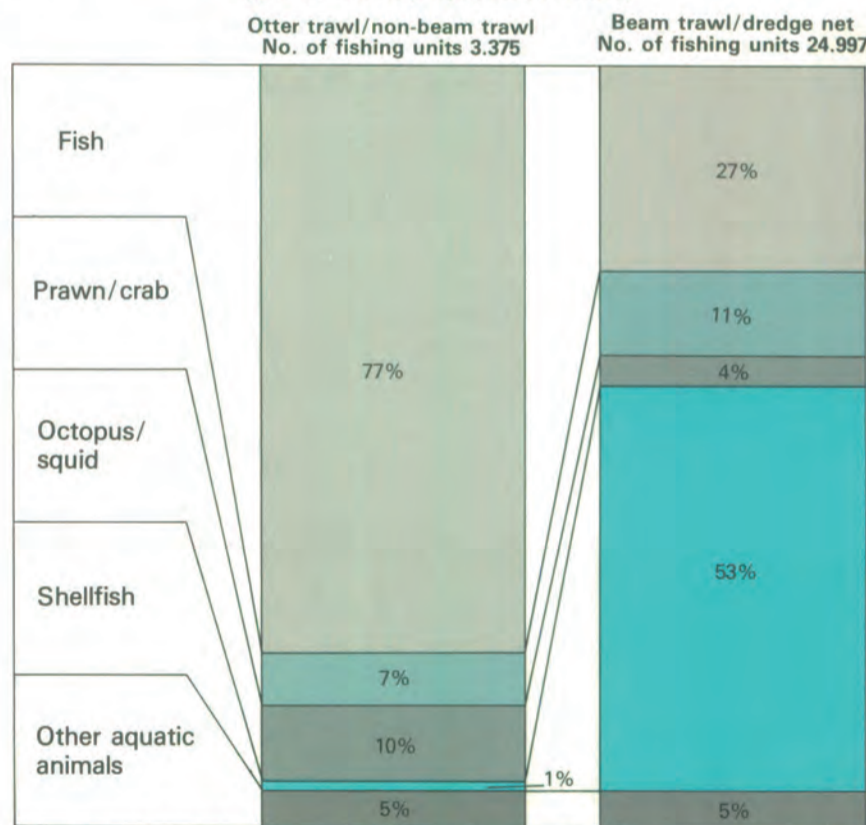 Otter trawl/non-beam trawl
No. of fishing units 3.375
Beam trawl/dredge net
No. of fishing units 24.997
Fish
Prawn/crab
Octopus/
squid
Shellfish
Other aquatic
animals
77%
7%
10%
1%
5%
27%
11%
4%
53%
5%